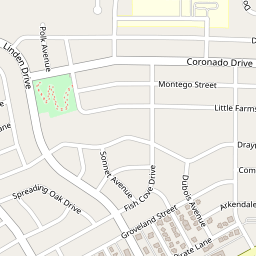 Polk Avenue
Linden Drive
Coronado Drive
Montego Street
Little Farms
Sonnet Avenue
Fish Cove Drive
Dubois Avenue
Spreading Oak Drive
Groveland Street
Arkendale
Lane